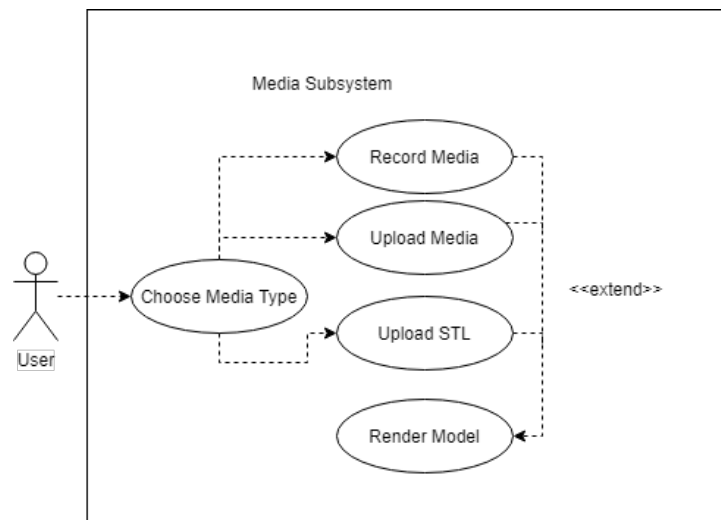 Media Subsystem
Record Media
Upload Media
Choose Media Type
<<extend>>
Upload STL
User
Render Model